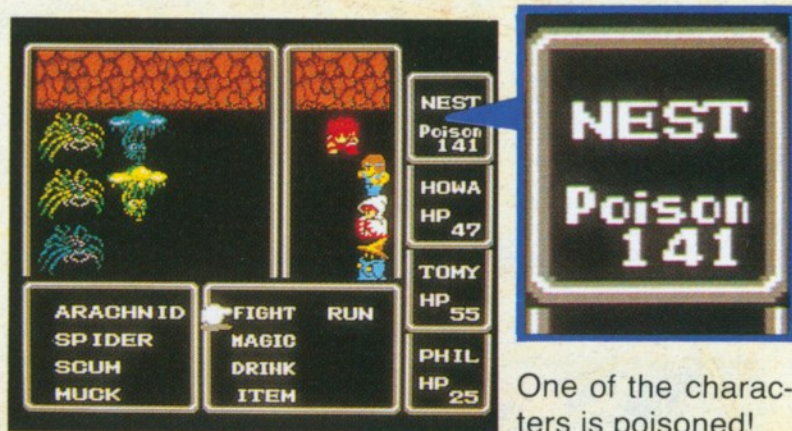 NEST
Poison
141
HOWA
HP
47
TOMY
HP
55
PHIL
HP
25
ARACHNID
SPIDER
SCUM
MUCK
FIGHT RUN
MAGIC
DRINK
ITEM
NEST
Poison
141
One of the charac-
ters is poisoned!